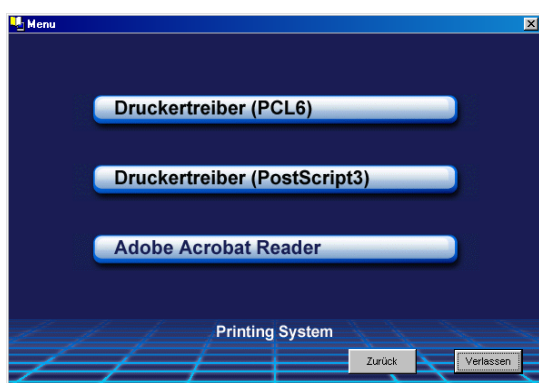 Menu
Druckertreiber (PCL6)
Druckertreiber (PostScript3)
Adobe Acrobat Reader
Printing System
Zurück
Verlassen